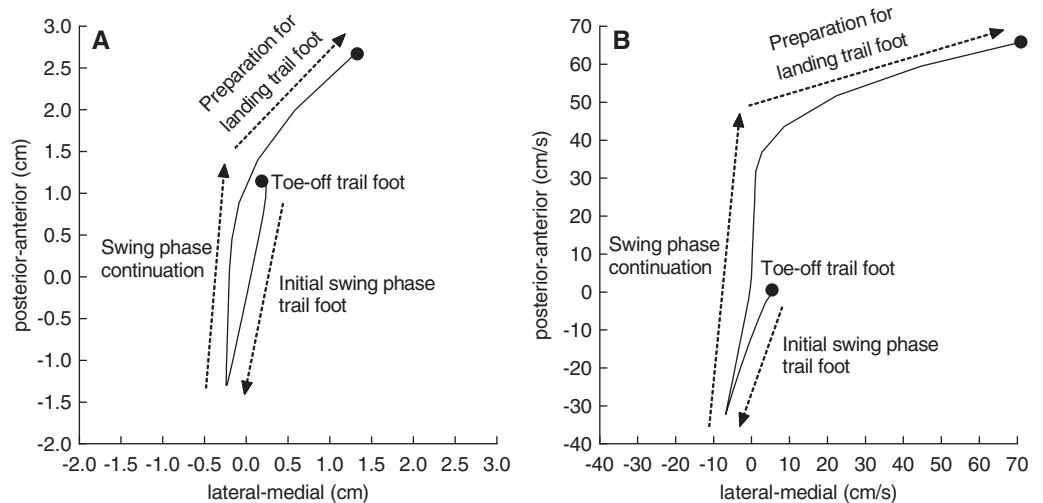 A
posterior-anterior (cm)
3.0
2.5
2.0
1.5
1.0
0.5
0.0
-0.5
-1.0
-1.5
-2.0
Preparation for
landing trail foot
Toe-off trail foot
Swing phase
continuation
Initial swing phase
trail foot
-2.0 -1.5 -1.0 -0.5 0.0 0.5 1.0 1.5 2.0 2.5 3.0
lateral-medial (cm)
B
posterior-anterior (cm/s)
70
60
50
40
30
20
10
0
-10
-20
-30
-40
Preparation for
landing trail foot
Swing phase
continuation
Toe-off trail foot
Initial swing phase
trail foot
-40 -30 -20 -10 0 10 20 30 40 50 60 70
lateral-medial (cm/s)